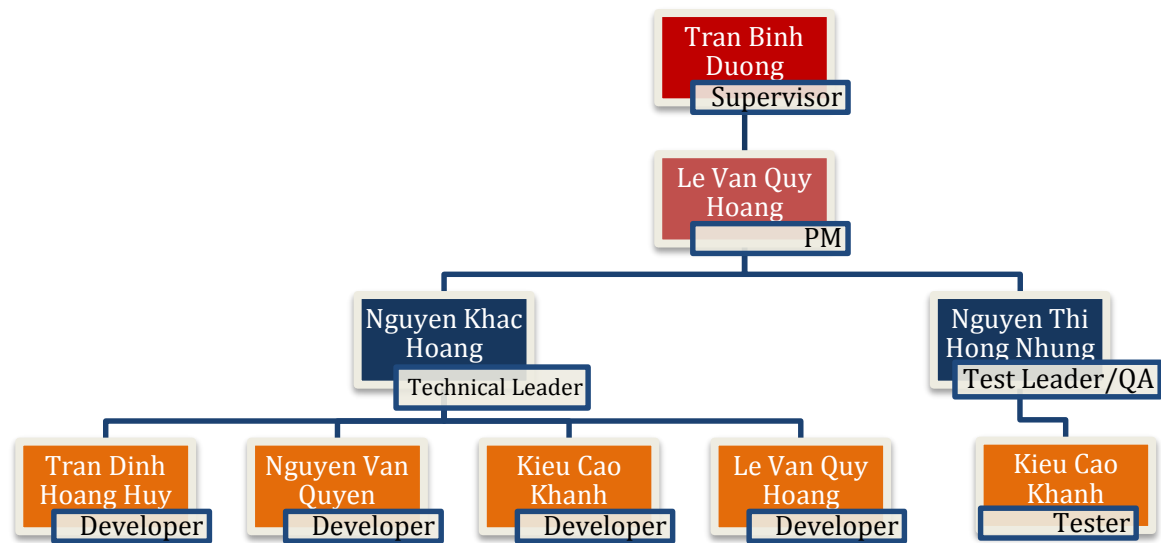 Tran Binh
Duong
Supervisor
Le Van Quy
Hoang
PM
Nguyen Khac
Hoang
Technical Leader
Nguyen Thi
Hong Nhung
Test Leader/QA
Tran Dinh
Hoang Huy
Developer
Nguyen Van
Quyen
Developer
Kieu Cao
Khanh
Developer
Le Van Quy
Hoang
Developer
Kieu Cao
Khanh
Tester